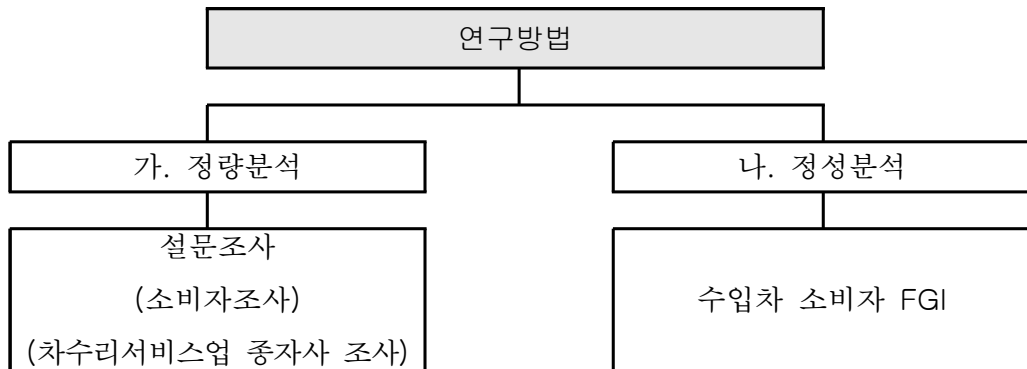 연구방법
가. 정량분석
나. 정성분석
설문조사
(소비자조사)
(차수리서비스업 종자사 조사)
수입차 소비자 FGI